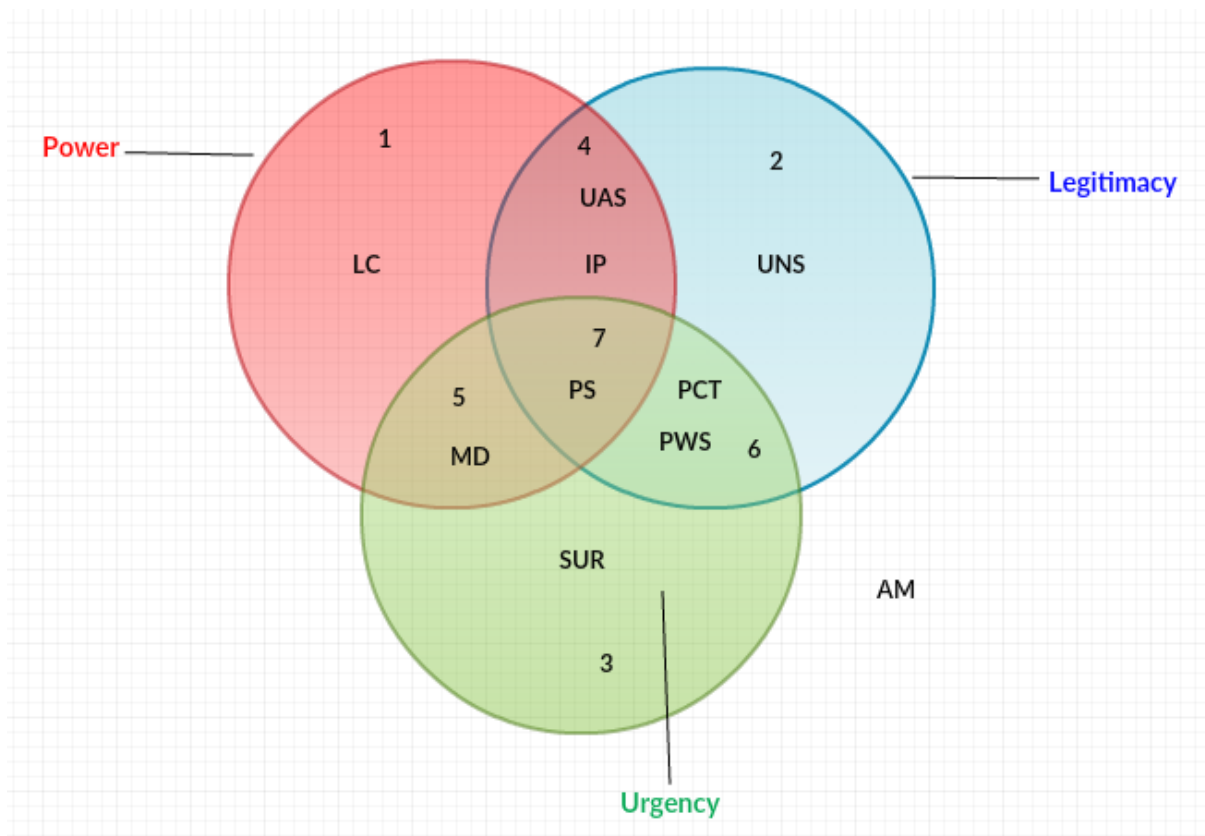 1
4
2
Power
Legitimacy
UAS
LC
IP
UNS
7
5
PS
PCT
MD
PWS
6
SUR
AM
3
Urgency